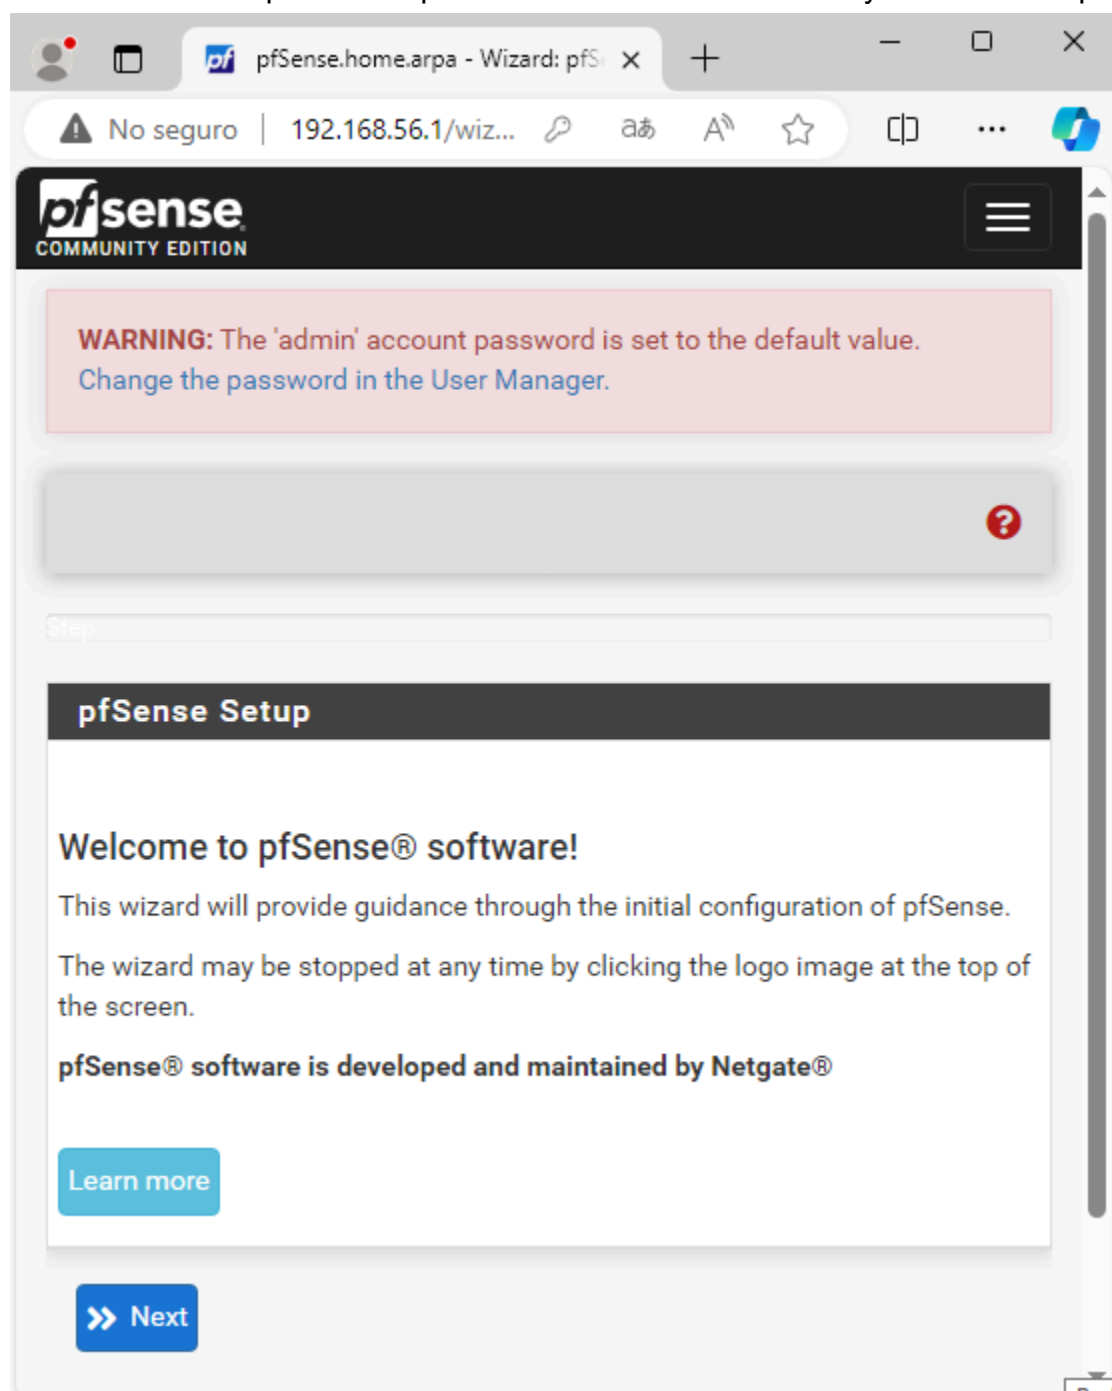 pfSense.home.arpa - Wizard: pfS
No seguro | 192.168.56.1/wiz...
pfsense
COMMUNITY EDITION
WARNING: The 'admin' account password is set to the default value.
Change the password in the User Manager.
Step
pfSense Setup
Welcome to pfSense® software!
This wizard will provide guidance through the initial configuration of pfSense.
The wizard may be stopped at any time by clicking the logo image at the top of
the screen.
pfSense® software is developed and maintained by Netgate®
Learn more
Next